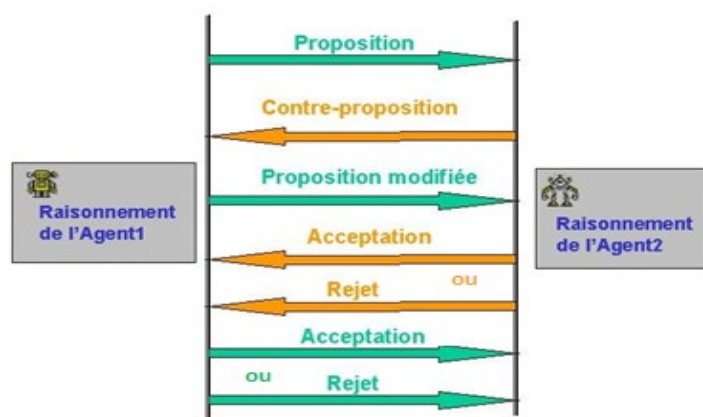 Proposition
Contre-proposition
Proposition modifiée
Raisonnement
de l'Agent1
Raisonnement
de l'Agent2
Acceptation
Rejet
ou
Acceptation
ou
Rejet